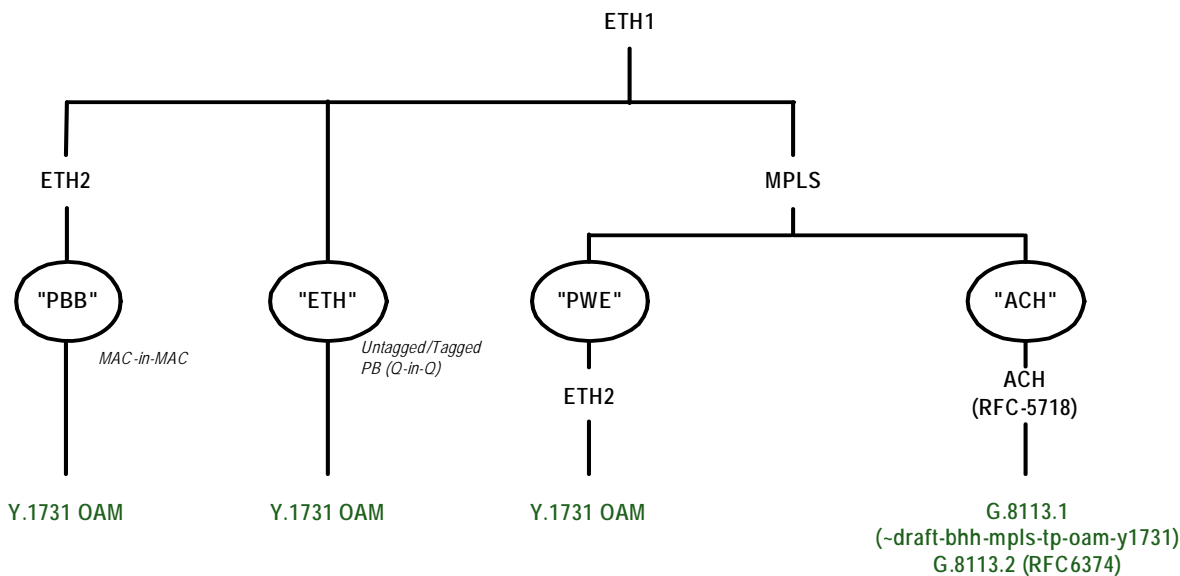 ETH1
ETH2
MPLS
"PBB"
"ETH"
"PWE"
"ACH"
MAC-in-MAC
Untagged/Tagged
PB (Q-in-Q)
ETH2
ACH
(RFC-5718)
Y.1731 OAM
Y.1731 OAM
Y.1731 OAM
G.8113.1
(~draft-bhh-mpls-tp-oam-y1731)
G.8113.2 (RFC6374)